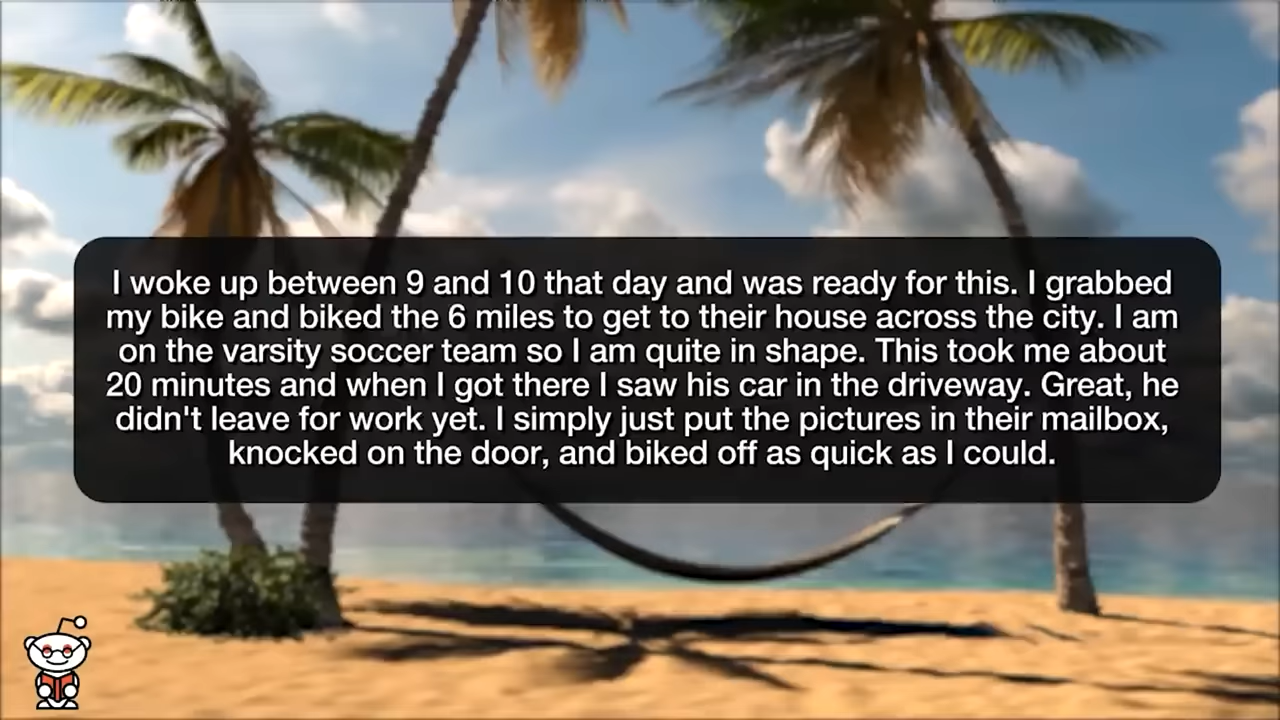 I woke up between 9 and 10 that day and was ready for this. I grabbed
my bike and biked the 6 miles to get to their house across the city. I am
on the varsity soccer team so I am quite in shape. This took me about
20 minutes and when I got there I saw his car in the driveway. Great, he
didn't leave for work yet. I simply just put the pictures in their mailbox,
knocked on the door, and biked off as quick as I could.